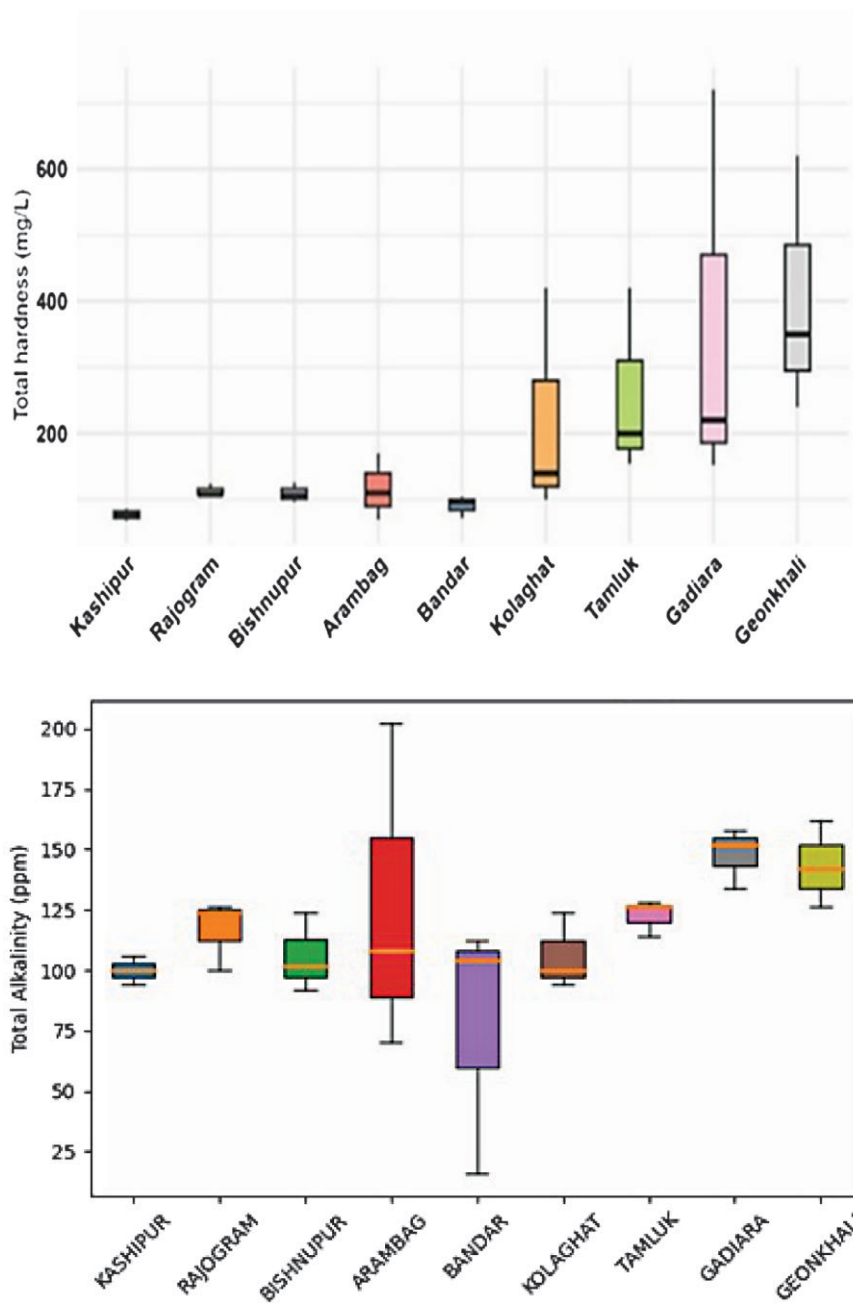 Total hardness (mg/L)
600
400
200
Kashipur
Rajogram
Bishnupur
Arambag
Bandar
Kolaghat
Tamluk
Gadiara
Geonkhali
Total Alkalinity (ppm)
200
175
150
125
100
75
50
25
KASHIPUR
RAJOGRAM
BISHNUPUR
ARAMBAG
BANDAR
KOLAGHAT
TAMLUK
GADIARA
GEONKHALI